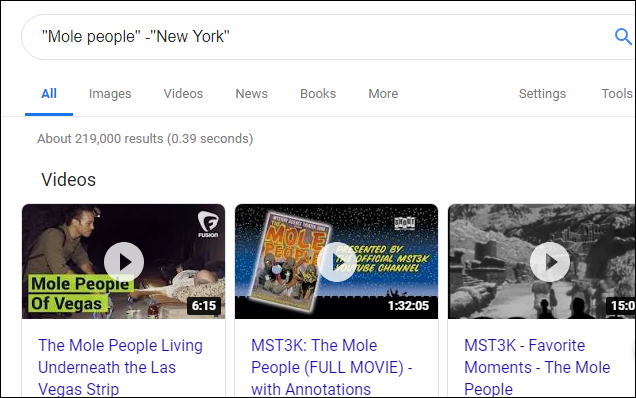 "Mole people" -"New York"
All Images Videos News Books More Settings Tools
About 219,000 results (0.39 seconds)
Videos
FUSION
Mole People
Of Vegas
6:15
THE
MOLE
PEOPLE
SHOUT
PRESENTED BY
THE OFFICIAL MST3K
YOUTUBE CHANNEL
1:32:05
15:0
The Mole People Living
Underneath the Las
Vegas Strip
MST3K: The Mole
People (FULL MOVIE) -
with Annotations
MST3K - Favorite
Moments - The Mole
People